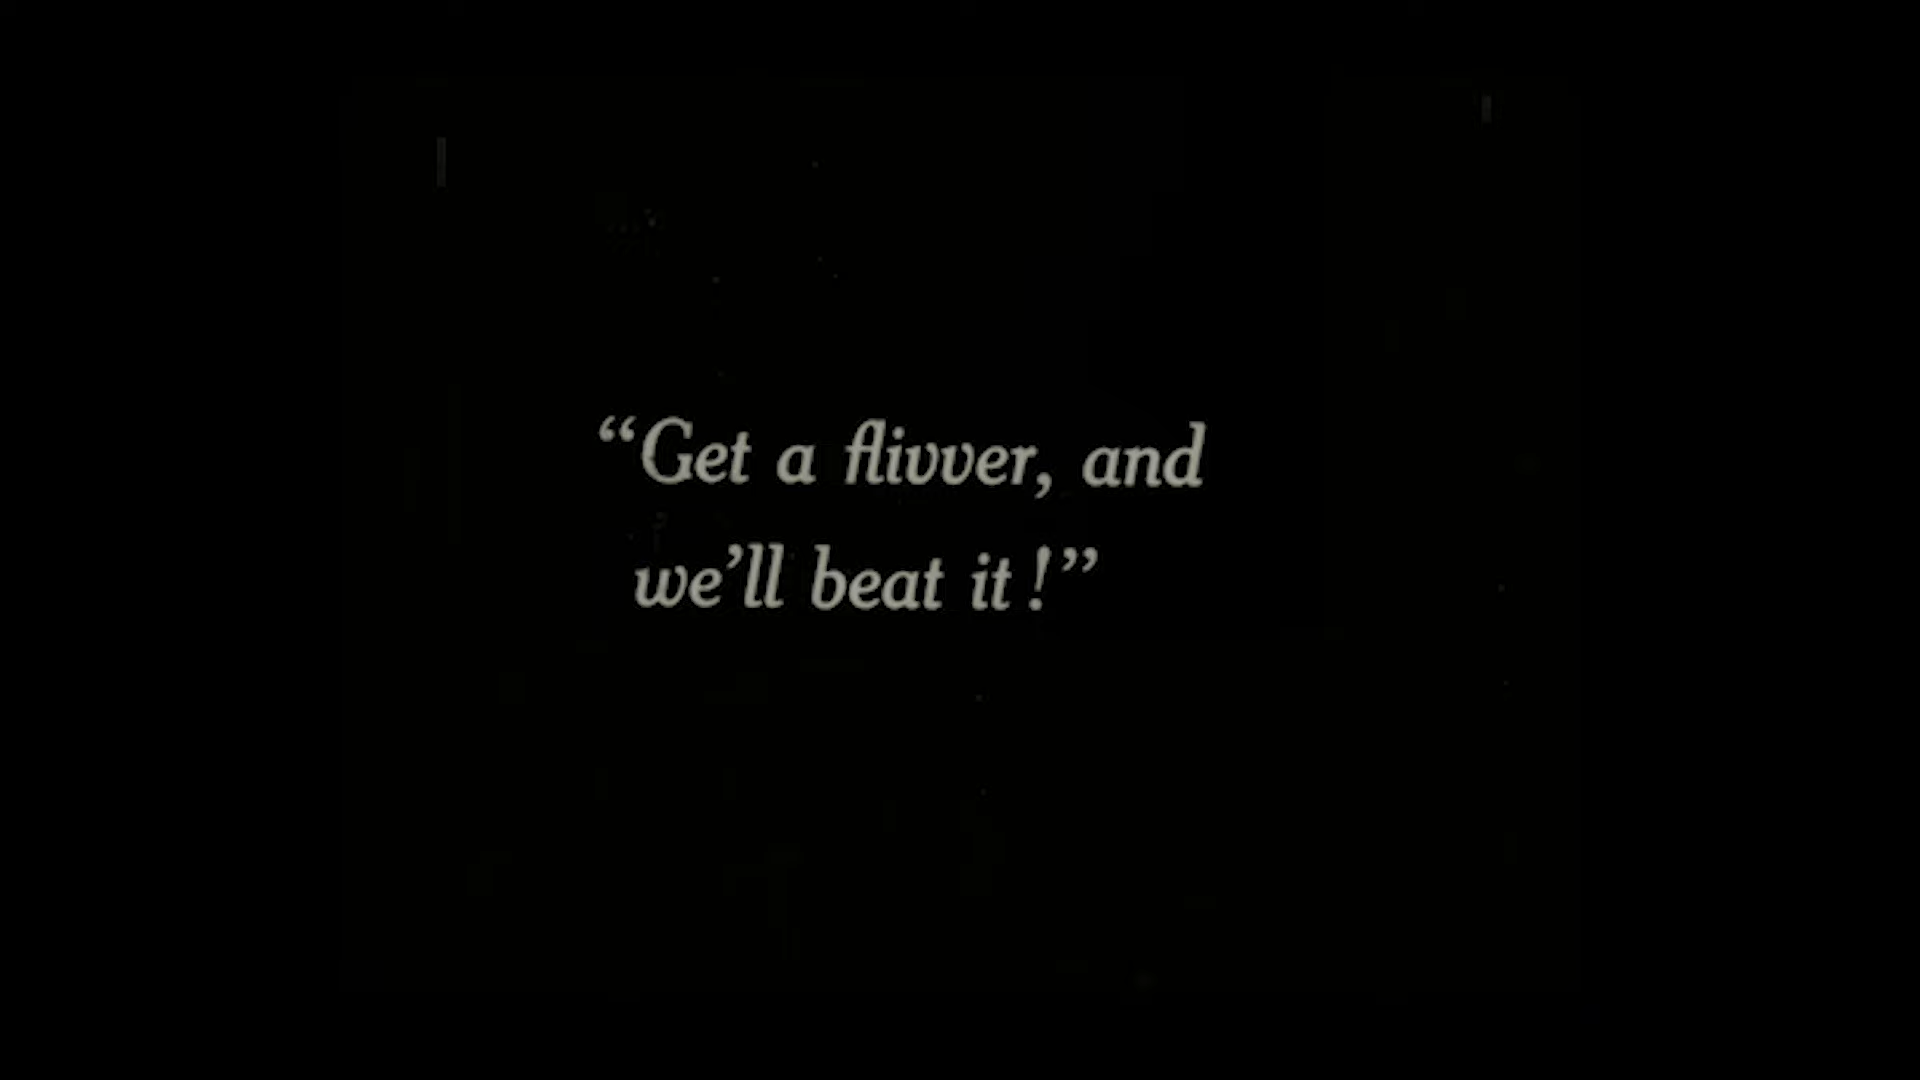 “Get a flivver, and
we’ll beat it!”